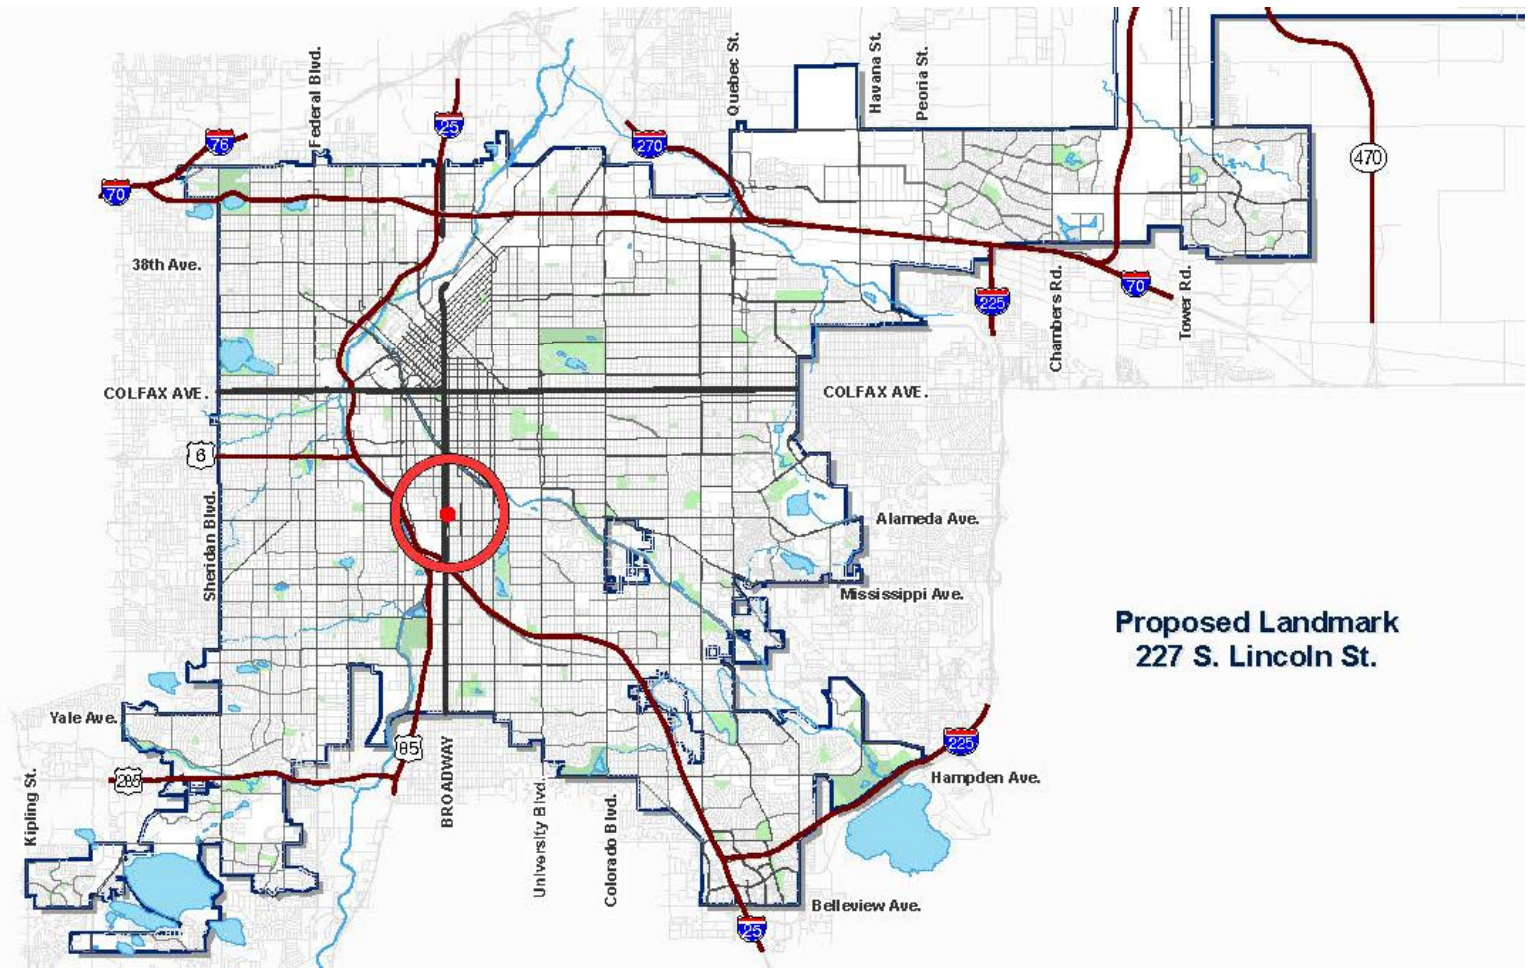 Federal Blvd.
Quebec St.
Havana St.
Peoria St.
76
25
270
470
70
38th Ave.
225
Chambers Rd.
70
Tower Rd.
COLFAX AVE.
COLFAX AVE.
6
Sheridan Blvd.
Alameda Ave.
Mississippi Ave.
Proposed Landmark
227 S. Lincoln St.
Yale Ave.
85
BROADWAY
225
285
Hampden Ave.
Kipling St.
University Blvd.
Colorado Blvd.
Belleview Ave.
25